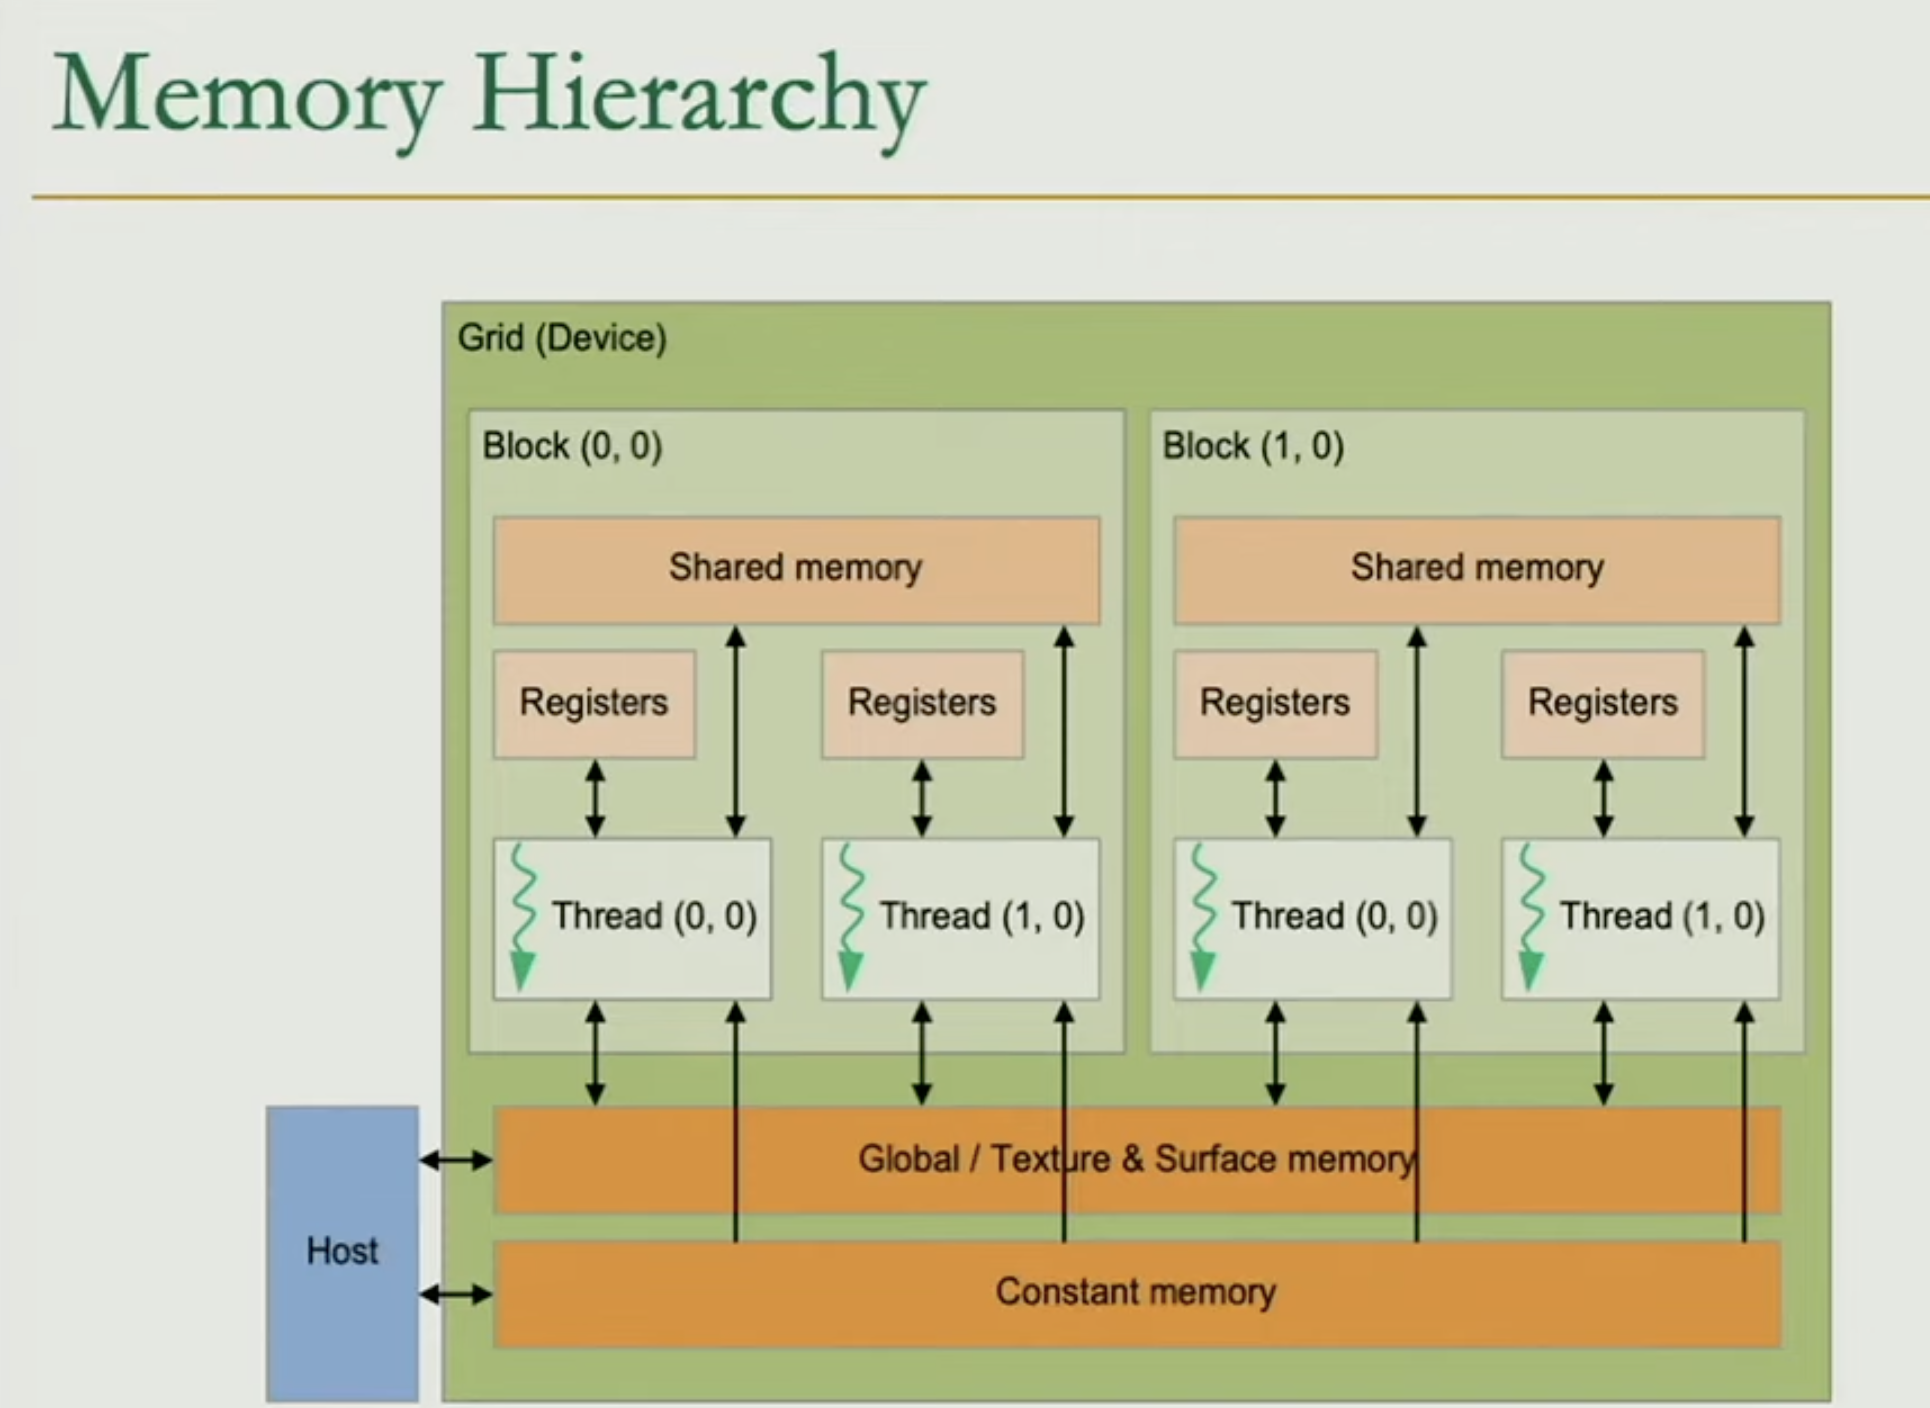 Memory Hierarchy
Grid (Device)
Block (0, 0)
Block (1, 0)
Shared memory
Shared memory
Registers
Registers
Registers
Registers
Thread (0, 0)
Thread (1, 0)
Thread (0, 0)
Thread (1, 0)
Global / Texture & Surface memory
Host
Constant memory